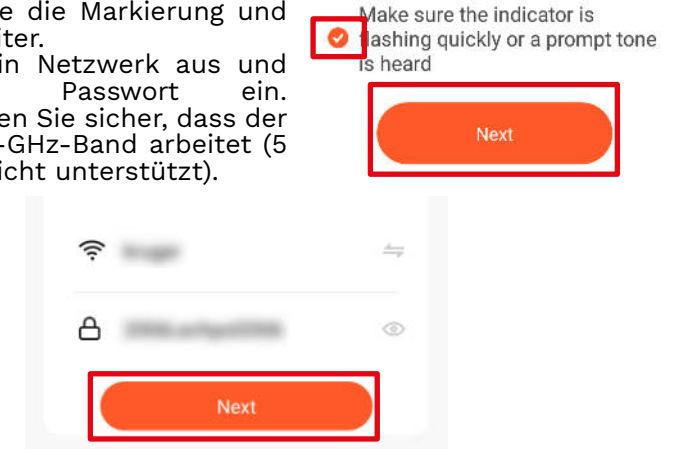 e die Markierung und
iter.
in Netzwerk aus und
Passwort ein.
en Sie sicher, dass der
-GHz-Band arbeitet (5
icht unterstützt).
Make sure the indicator is
flashing quickly or a prompt tone
is heard
Next
Next